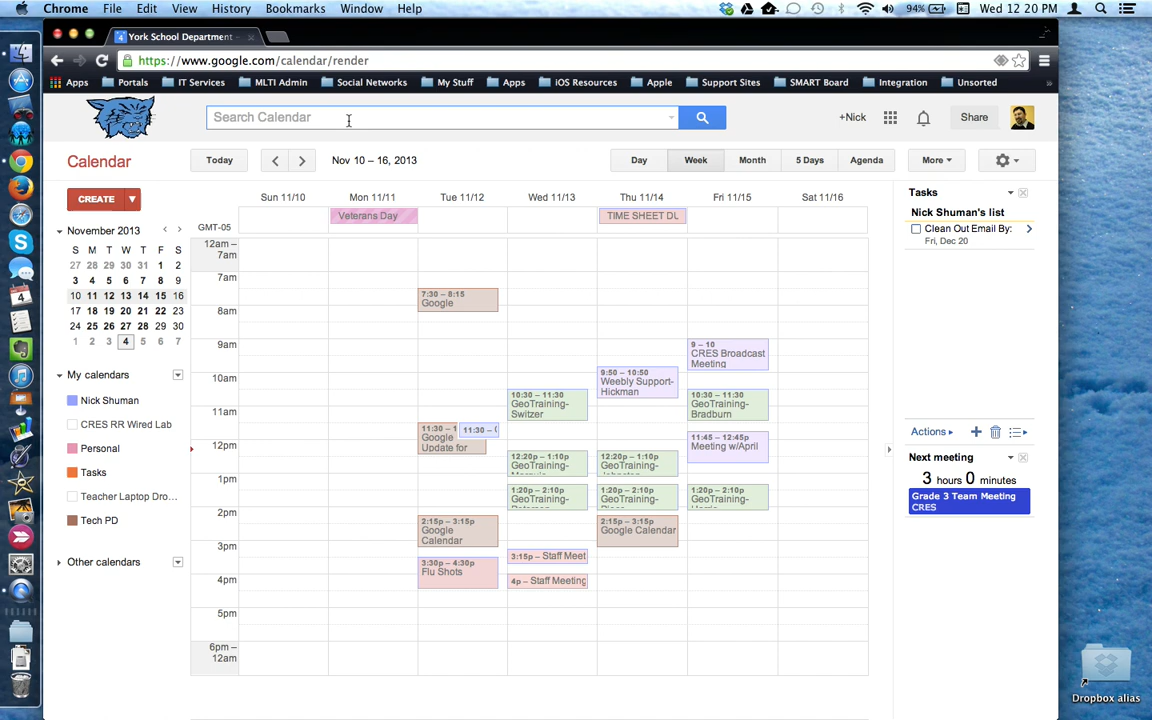 Chrome File Edit View History Bookmarks Window Help 94% Wed 12 20 PM
York School Department
https://www.google.com/calendar/render
Apps Portals IT Services MLTI Admin Social Networks My Stuff Apps iOS Resources Apple Support Sites SMART Board Integration Unsorted »
Search Calendar +Nick Share
Calendar Today Nov 10 – 16, 2013 Day Week Month 5 Days Agenda More
CREATE
November 2013
S M T W T F S
27 28 29 30 31 1 2
3 4 5 6 7 8 9
10 11 12 13 14 15 16
17 18 19 20 21 22 23
24 25 26 27 28 29 30
1 2 3 4 5 6 7
My calendars
Nick Shuman
CRES RR Wired Lab
Personal
Tasks
Teacher Laptop Dro...
Tech PD
Other calendars
Sun 11/10 Mon 11/11 Tue 11/12 Wed 11/13 Thu 11/14 Fri 11/15 Sat 11/16
Veterans Day TIME SHEET DU
GMT-05
12am –
7am
7am
8am
9am
10am
11am
12pm
1pm
2pm
3pm
4pm
5pm
6pm –
12am
7:30 – 8:15
Google
11:30 – 1
Google
Update for
11:30 – (
2:15p – 3:15p
Google
Calendar
3:30p – 4:30p
Flu Shots
10:30 – 11:30
GeoTraining-
Switzer
12:20p – 1:10p
1:20p – 2:10p
3:15p – Staff Meet
4p – Staff Meeting
9:50 – 10:50
Weebly Support-
Hickman
12:20p – 1:10p
1:20p – 2:10p
2:15p – 3:15p
Google Calendar
9 – 10
CRES Broadcast
Meeting
10:30 – 11:30
GeoTraining-
Bradburn
11:45 – 12:45p
Meeting w/April
1:20p – 2:10p
Tasks
Nick Shuman's list
Clean Out Email By:
Fri, Dec 20
Actions
Next meeting
3 hours 0 minutes
Grade 3 Team Meeting
CRES
Dropbox alias